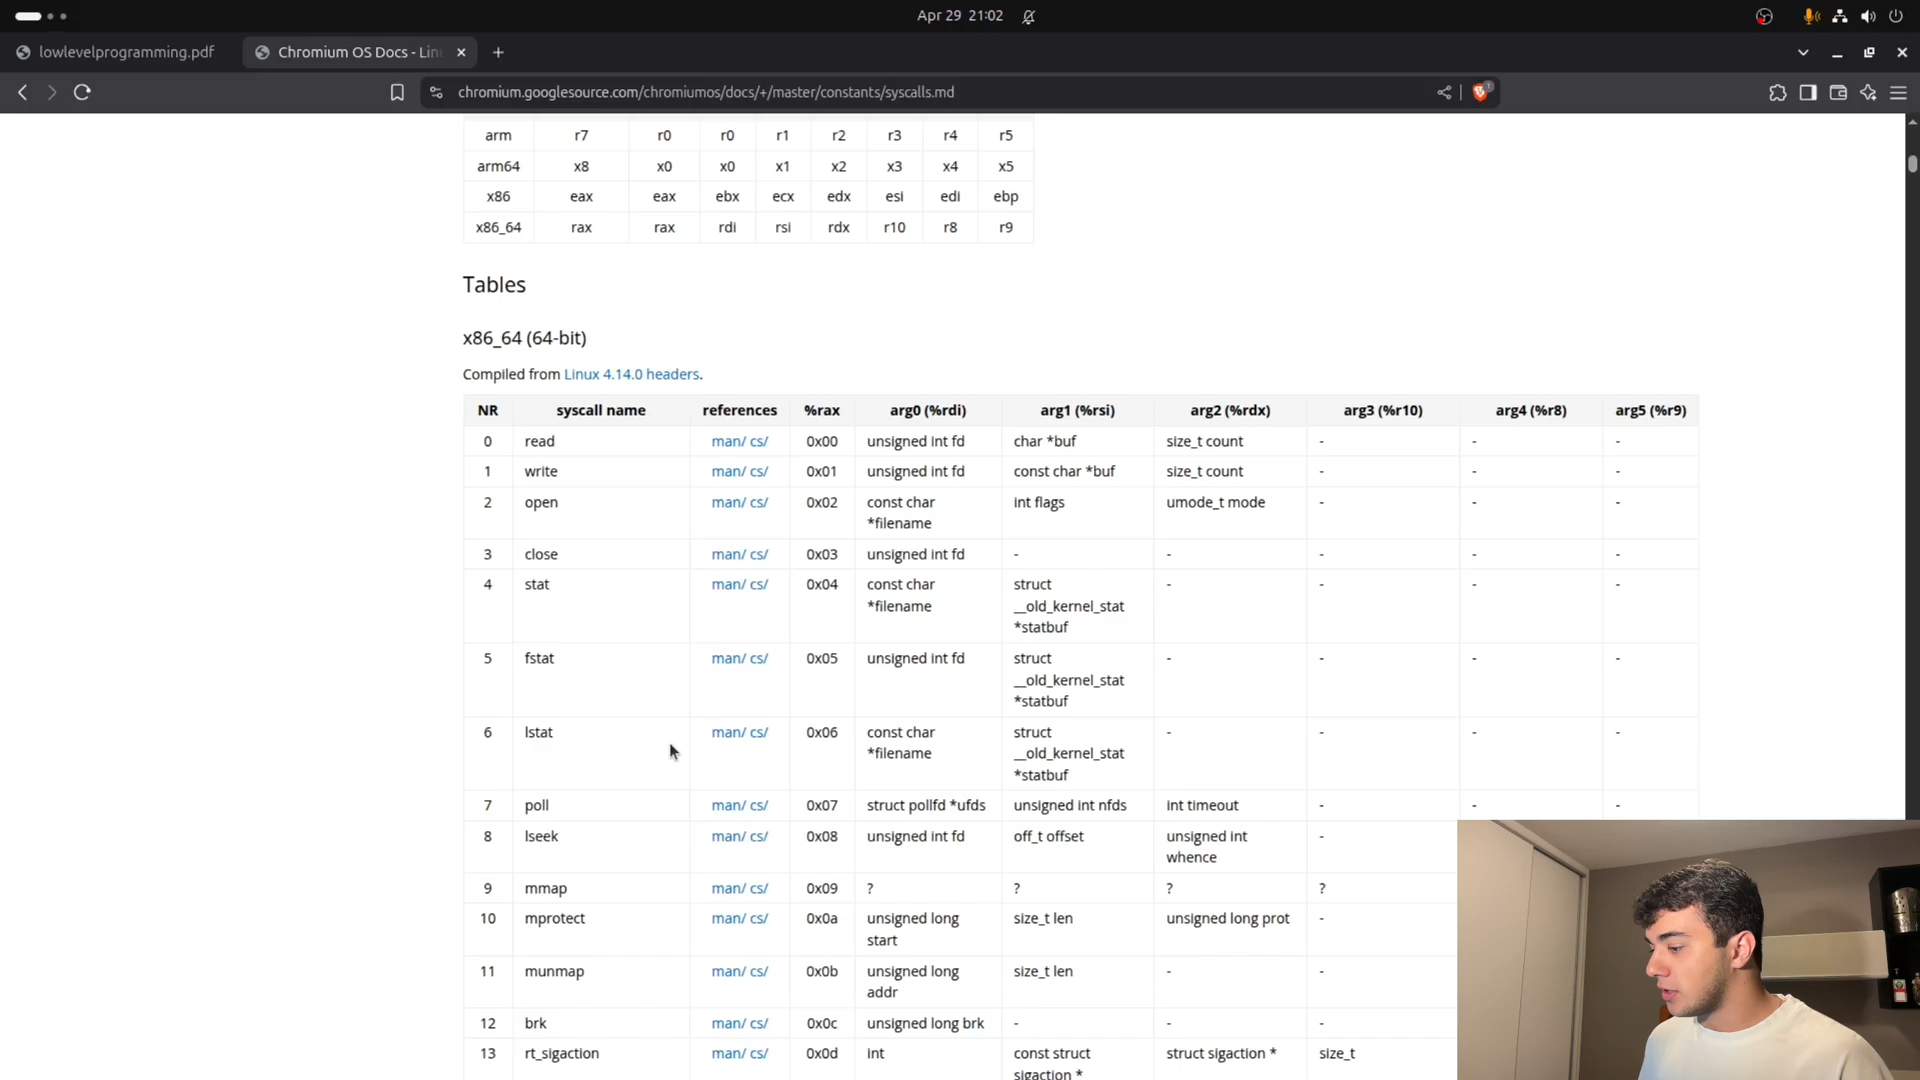 Apr 29 21:02
lowlevelprogramming.pdf
Chromium OS Docs - Lin
chromium.googlesource.com/chromiumos/docs/+/master/constants/syscalls.md
1
arm r7 r0 r0 r1 r2 r3 r4 r5
arm64 x8 x0 x0 x1 x2 x3 x4 x5
x86 eax eax ebx ecx edx esi edi ebp
x86_64 rax rax rdi rsi rdx r10 r8 r9
Tables
x86_64 (64-bit)
Compiled from Linux 4.14.0 headers.
NR syscall name references %rax arg0 (%rdi) arg1 (%rsi) arg2 (%rdx) arg3 (%r10) arg4 (%r8) arg5 (%r9)
0 read man/ cs/ 0x00 unsigned int fd char *buf size_t count - - -
1 write man/ cs/ 0x01 unsigned int fd const char *buf size_t count - - -
2 open man/ cs/ 0x02 const char int flags umode_t mode - - -
*filename
3 close man/ cs/ 0x03 unsigned int fd - - - - -
4 stat man/ cs/ 0x04 const char struct - - - -
*filename __old_kernel_stat
*statbuf
5 fstat man/ cs/ 0x05 unsigned int fd struct - - - -
__old_kernel_stat
*statbuf
6 lstat man/ cs/ 0x06 const char struct - - - -
*filename __old_kernel_stat
*statbuf
7 poll man/ cs/ 0x07 struct pollfd *ufds unsigned int nfds int timeout - - -
8 lseek man/ cs/ 0x08 unsigned int fd off_t offset unsigned int -
whence
9 mmap man/ cs/ 0x09 ? ? ? ?
10 mprotect man/ cs/ 0x0a unsigned long size_t len unsigned long prot -
start
11 munmap man/ cs/ 0x0b unsigned long size_t len - -
addr
12 brk man/ cs/ 0x0c unsigned long brk - - -
13 rt_sigaction man/ cs/ 0x0d int const struct struct sigaction * size_t
sigaction *